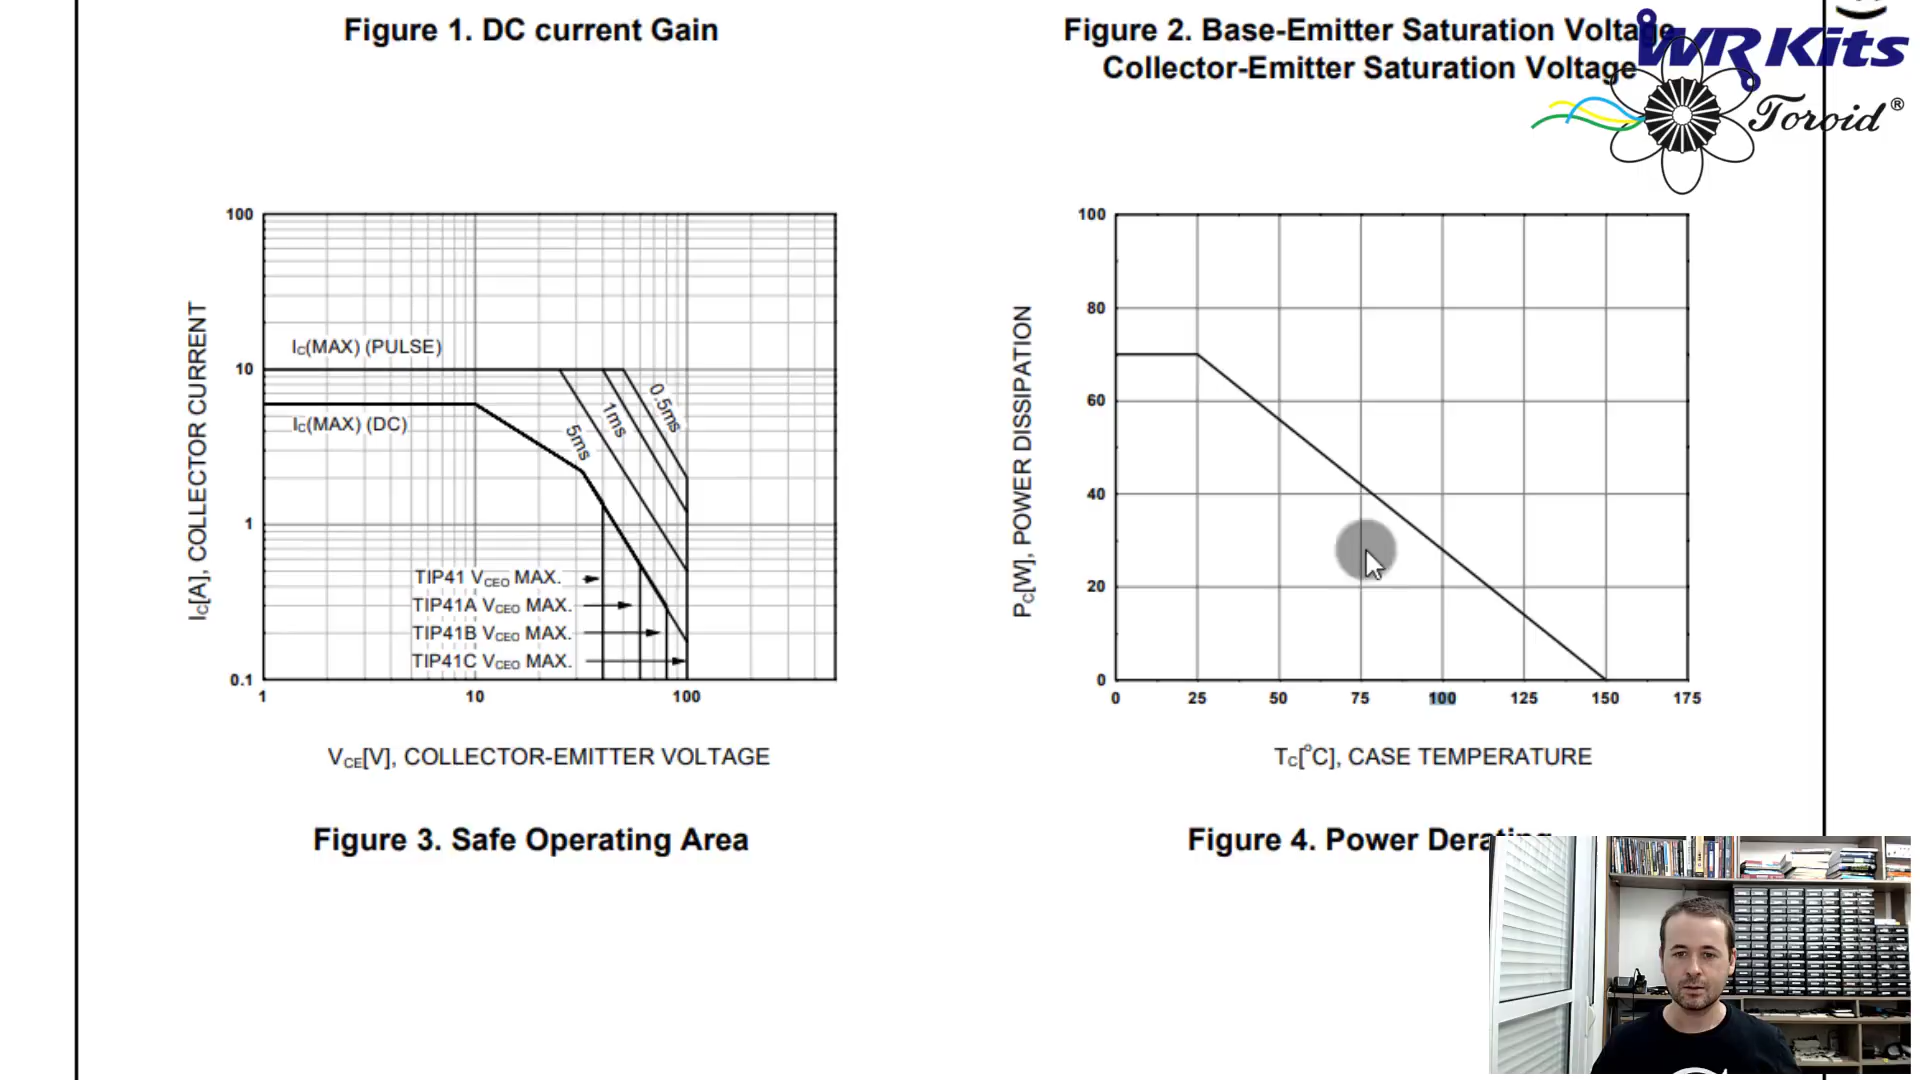 Figure 1. DC current Gain
Figure 2. Base-Emitter Saturation Voltage
Collector-Emitter Saturation Voltage
WR Kits
Toroid®
100
10
1
0.1
1
10
100
IC[A], COLLECTOR CURRENT
IC(MAX) (PULSE)
IC(MAX) (DC)
5ms
1ms
0.5ms
TIP41 VCEO MAX.
TIP41A VCEO MAX.
TIP41B VCEO MAX.
TIP41C VCEO MAX.
VCE[V], COLLECTOR-EMITTER VOLTAGE
Figure 3. Safe Operating Area
100
80
60
40
20
0
0
25
50
75
100
125
150
175
PC[W], POWER DISSIPATION
TC[°C], CASE TEMPERATURE
Figure 4. Power Derating